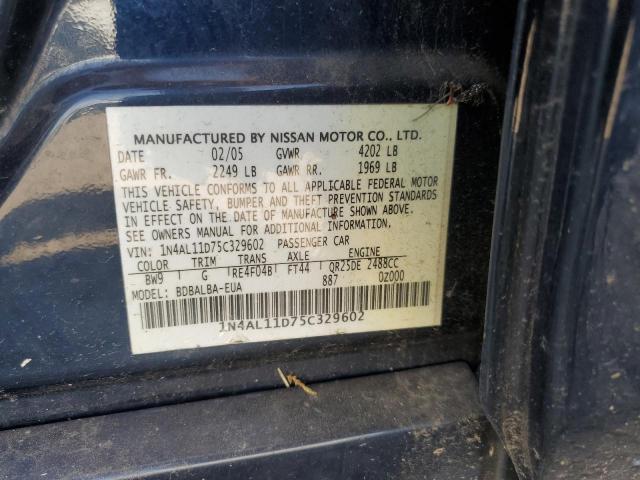 MANUFACTURED BY NISSAN MOTOR CO., LTD.
DATE 02/05 GVWR 4202 LB
GAWR FR. 2249 LB GAWR RR. 1969 LB
THIS VEHICLE CONFORMS TO ALL APPLICABLE FEDERAL MOTOR
VEHICLE SAFETY, BUMPER AND THEFT PREVENTION STANDARDS
IN EFFECT ON THE DATE OF MANUFACTURE SHOWN ABOVE.
SEE OWNERS MANUAL FOR ADDITIONAL INFORMATION.
VIN: 1N4AL11D75C329602 PASSENGER CAR
COLOR TRIM TRANS AXLE ENGINE
BW9 G RE4F04B FT44 QR25DE 2488CC
MODEL: BDBALBA-EUA 887 0Z000
1N4AL11D75C329602